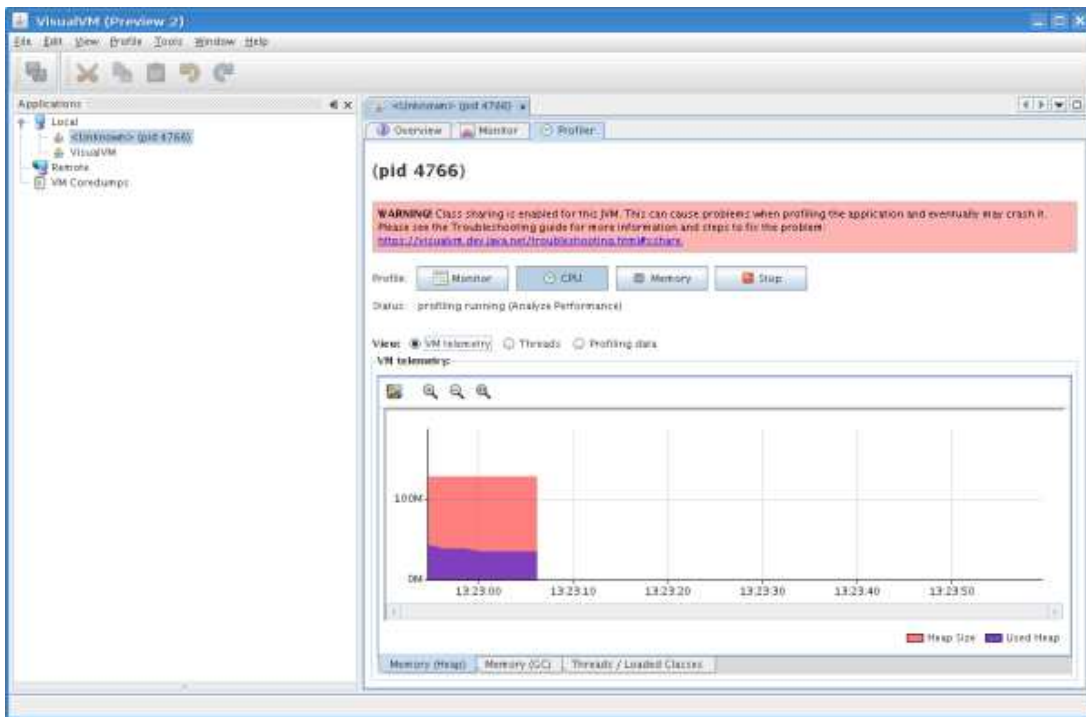 VisualVM (Preview 2)
File Edit View Profile Tools Window Help
Applications
Local
<Unknown> (pid 4766)
VisualVM
Remote
VM Coredumps
<Unknown> (pid 4766)
Overview Monitor Profiler
(pid 4766)
WARNING! Class sharing is enabled for this JVM. This can cause problems when profiling the application and eventually may crash it.
Please see the Troubleshooting guide for more information and steps to fix the problem
https://visualvm.dev.java.net/troubleshooting.html#xshare.
Profile: Monitor CPU Memory Stop
Status: profiling running (Analyze Performance)
View: VM telemetry Threads Profiling data
VM telemetry:
100M
0M
13:23:00 13:23:10 13:23:20 13:23:30 13:23:40 13:23:50
Heap Size Used Heap
Memory (Heap) Memory (GC) Threads / Loaded Classes